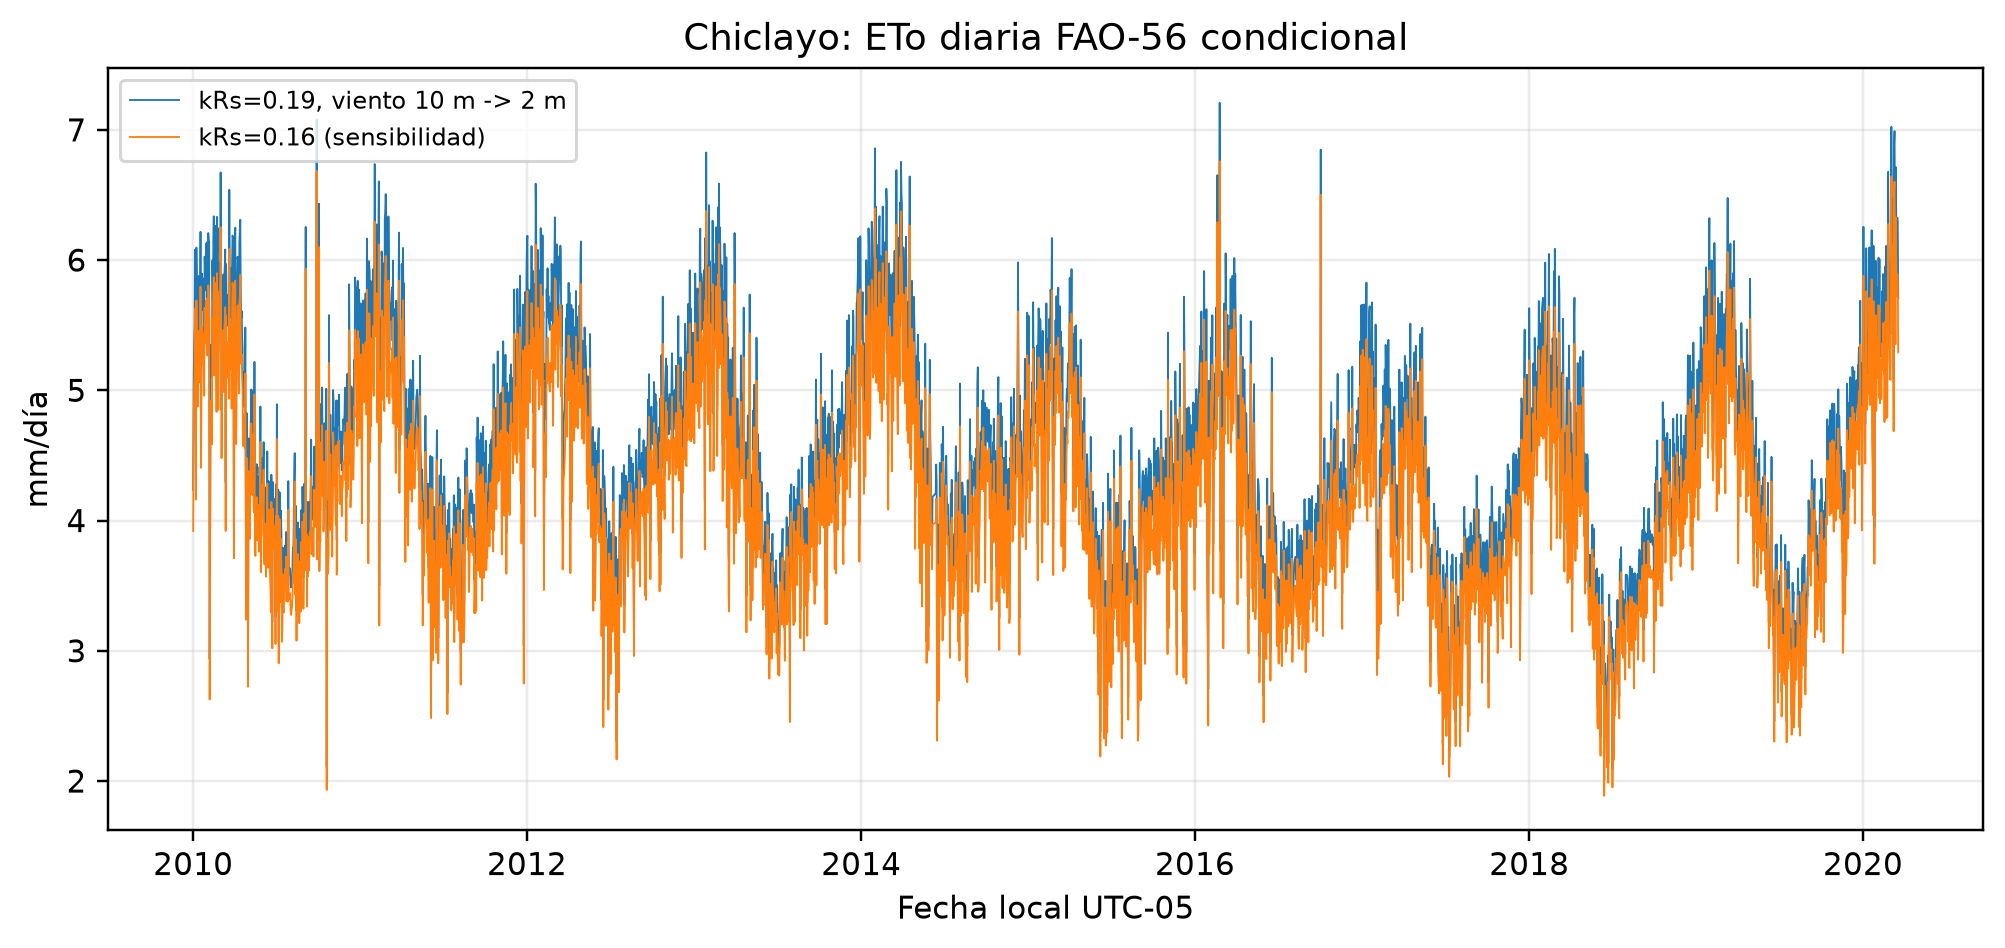 Chiclayo: ETo diaria FAO-56 condicional
kRs=0.19, viento 10 m -> 2 m
kRs=0.16 (sensibilidad)
7
6
5
4
3
2
mm/día
2010 2012 2014 2016 2018 2020
Fecha local UTC-05